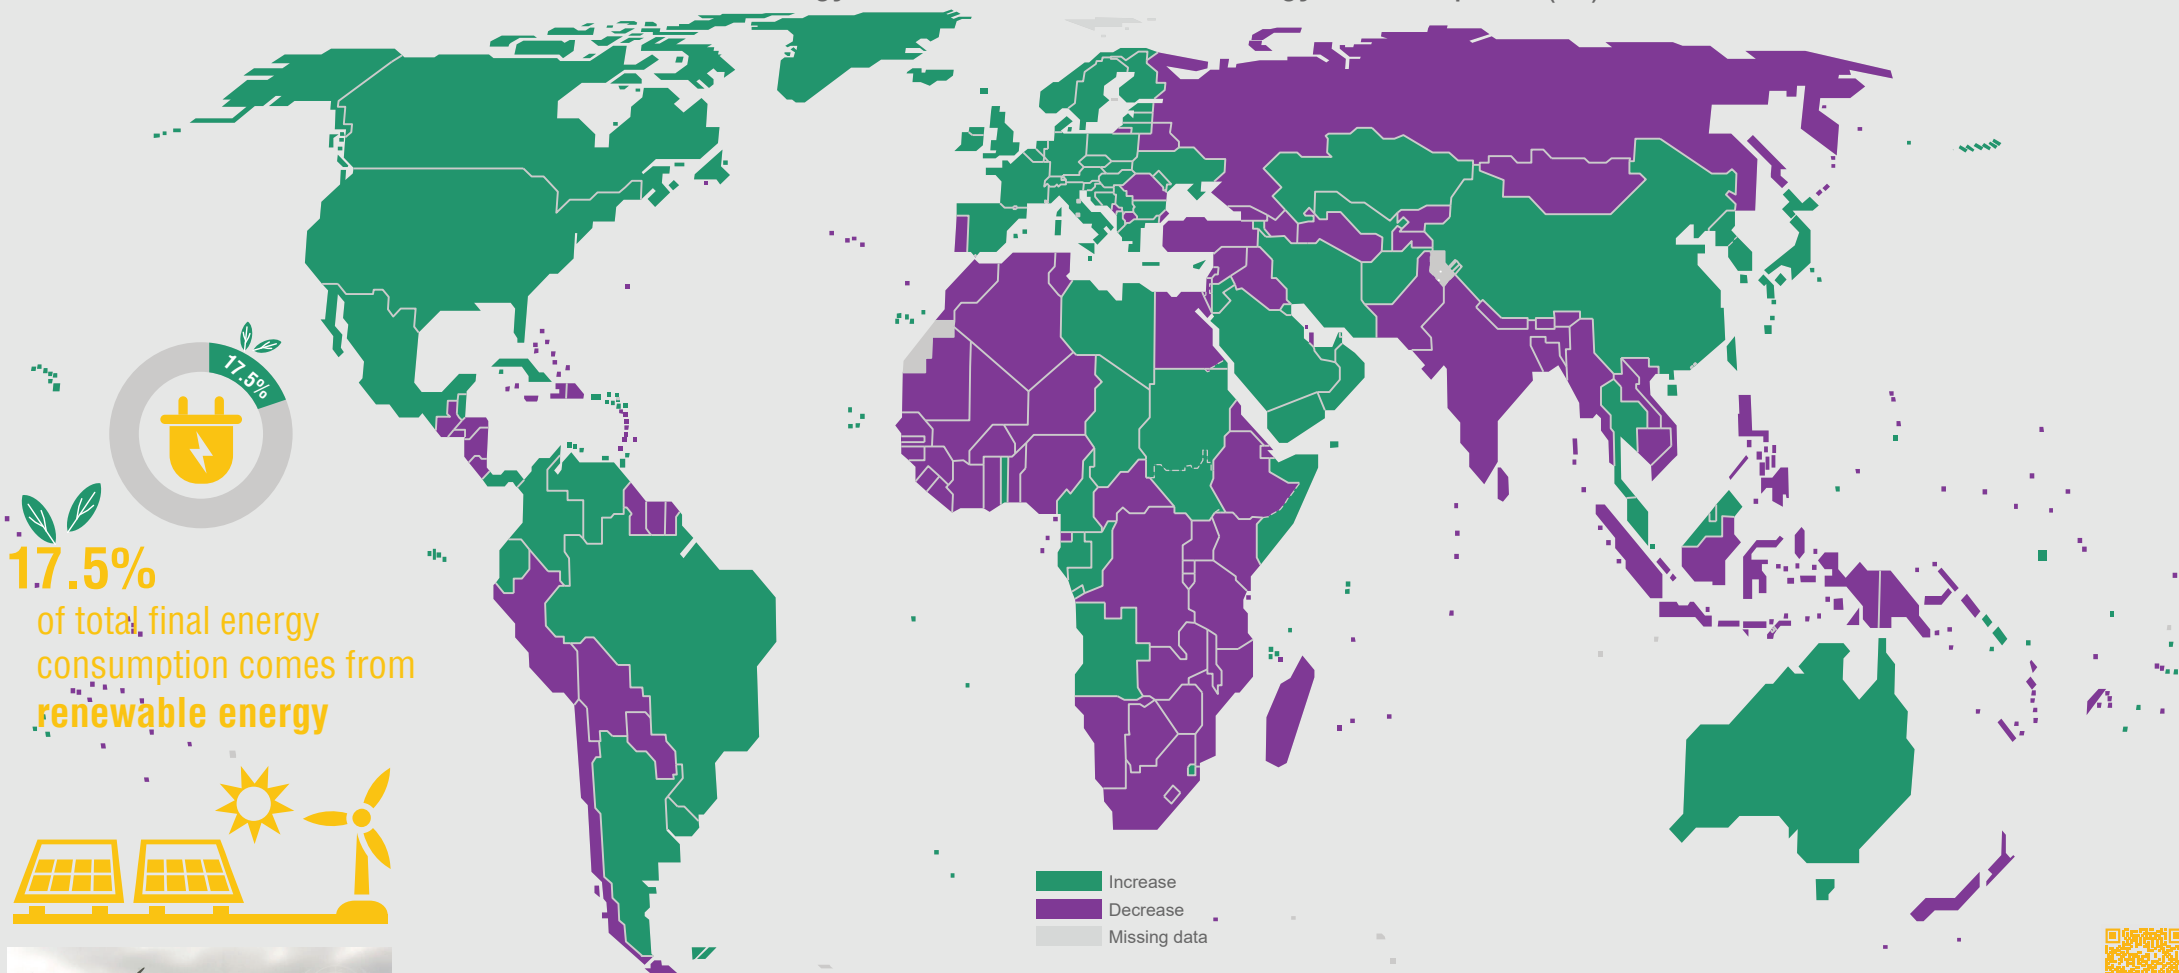 17.5%
17.5%
of total final energy
consumption comes from
renewable energy
Increase
Decrease
Missing data